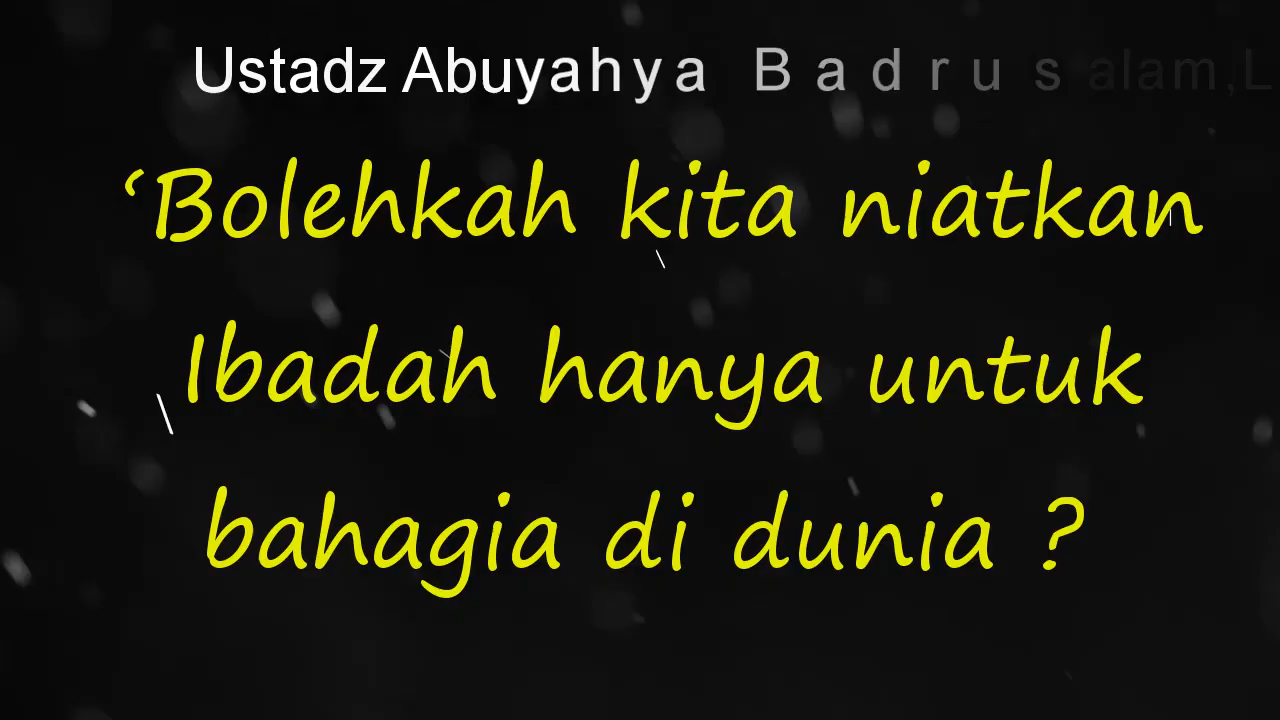 Ustadz Abuyahya Badrusalam,L
‘Bolehkah kita niatkan
Ibadah hanya untuk
bahagia di dunia ?